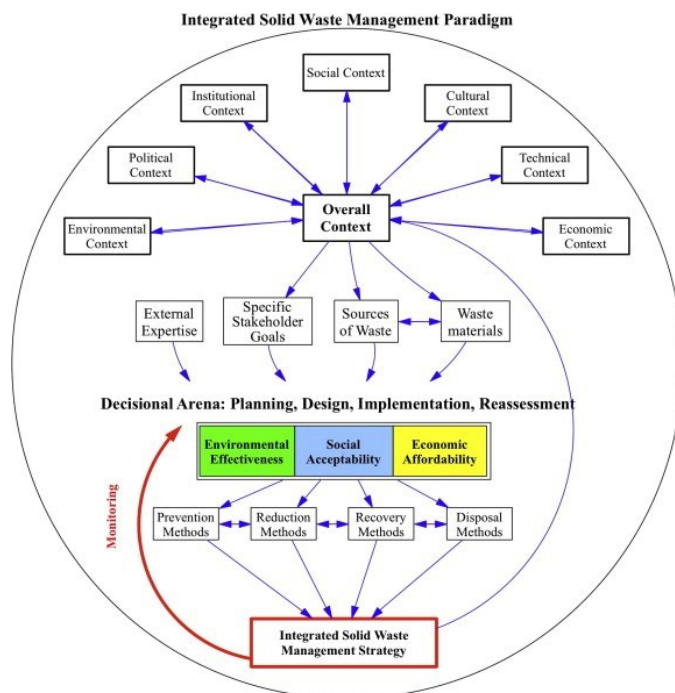 Integrated Solid Waste Management Paradigm
Social Context
Institutional
Context
Cultural
Context
Political
Context
Technical
Context
Environmental
Context
Overall
Context
Economic
Context
External
Expertise
Specific
Stakeholder
Goals
Sources
of Waste
Waste
materials
Decisional Arena: Planning, Design, Implementation, Reassessment
Environmental
Effectiveness
Social
Acceptability
Economic
Affordability
Monitoring
Prevention
Methods
Reduction
Methods
Recovery
Methods
Disposal
Methods
Integrated Solid Waste
Management Strategy